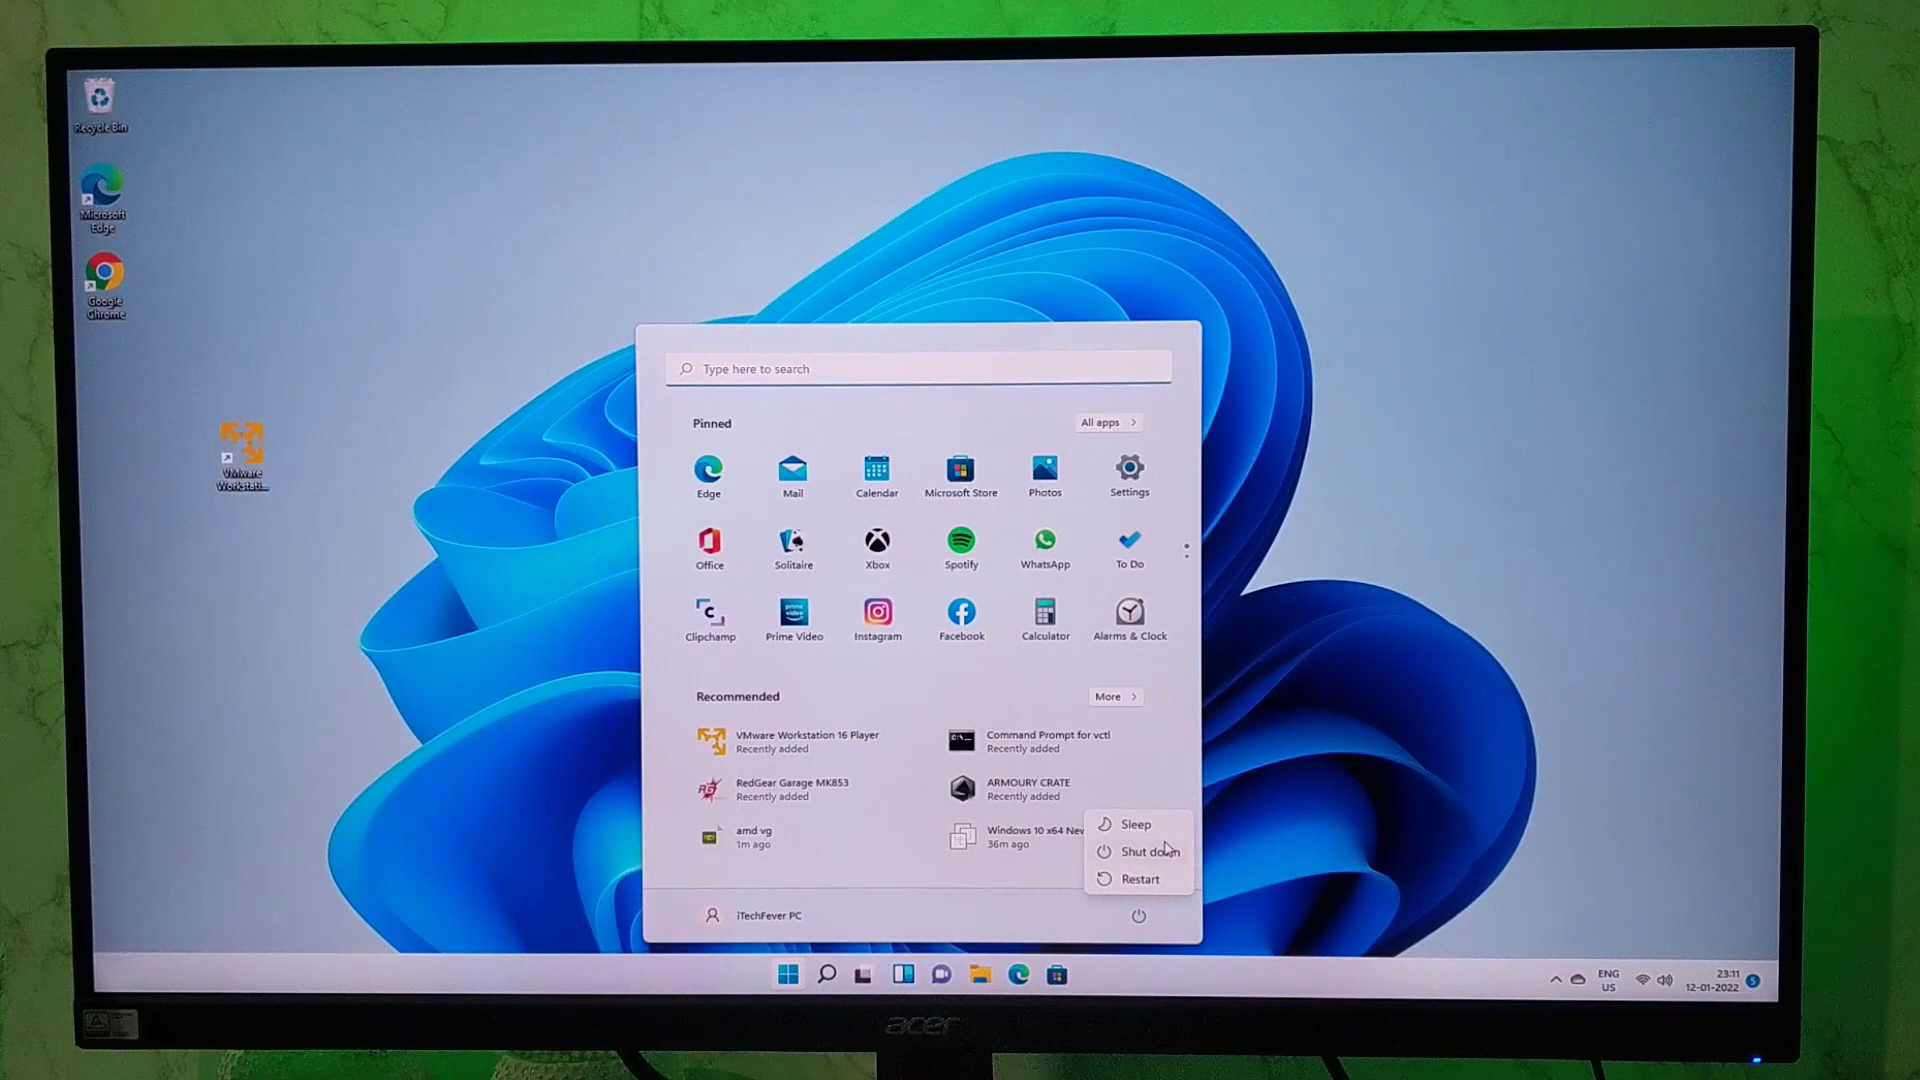 Recycle Bin
Microsoft
Edge
Google
Chrome
VMware
Workstati...
Type here to search
Pinned
All apps
Edge
Mail
Calendar
Microsoft Store
Photos
Settings
Office
Solitaire
Xbox
Spotify
WhatsApp
To Do
Clipchamp
prime video
Prime Video
Instagram
Facebook
Calculator
Alarms & Clock
Recommended
More
VMware Workstation 16 Player
Recently added
Command Prompt for vctl
Recently added
RedGear Garage MK853
Recently added
ARMOURY CRATE
Recently added
amd vg
1m ago
Windows 10 x64 New
36m ago
Sleep
Shut down
Restart
iTechFever PC
ENG
US
23:11
12-01-2022
5
acer